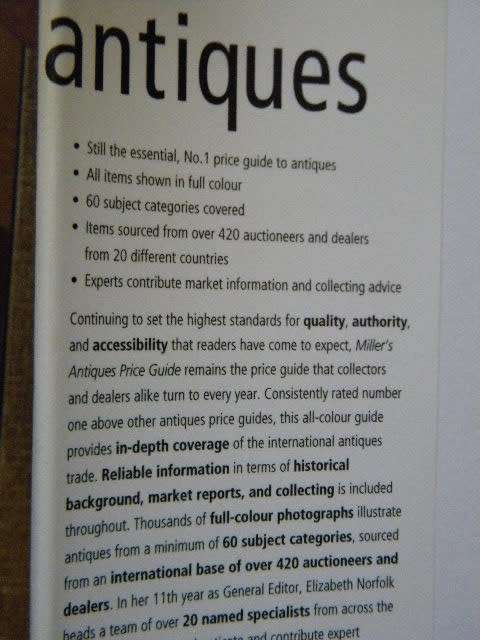 antiques
• Still the essential, No.1 price guide to antiques
• All items shown in full colour
• 60 subject categories covered
• Items sourced from over 420 auctioneers and dealers
from 20 different countries
• Experts contribute market information and collecting advice
Continuing to set the highest standards for quality, authority,
and accessibility that readers have come to expect, Miller's
Antiques Price Guide remains the price guide that collectors
and dealers alike turn to every year. Consistently rated number
one above other antiques price guides, this all-colour guide
provides in-depth coverage of the international antiques
trade. Reliable information in terms of historical
background, market reports, and collecting is included
throughout. Thousands of full-colour photographs illustrate
antiques from a minimum of 60 subject categories, sourced
from an international base of over 420 auctioneers and
dealers. In her 11th year as General Editor, Elizabeth Norfolk
heads a team of over 20 named specialists from across the
and contribute expert